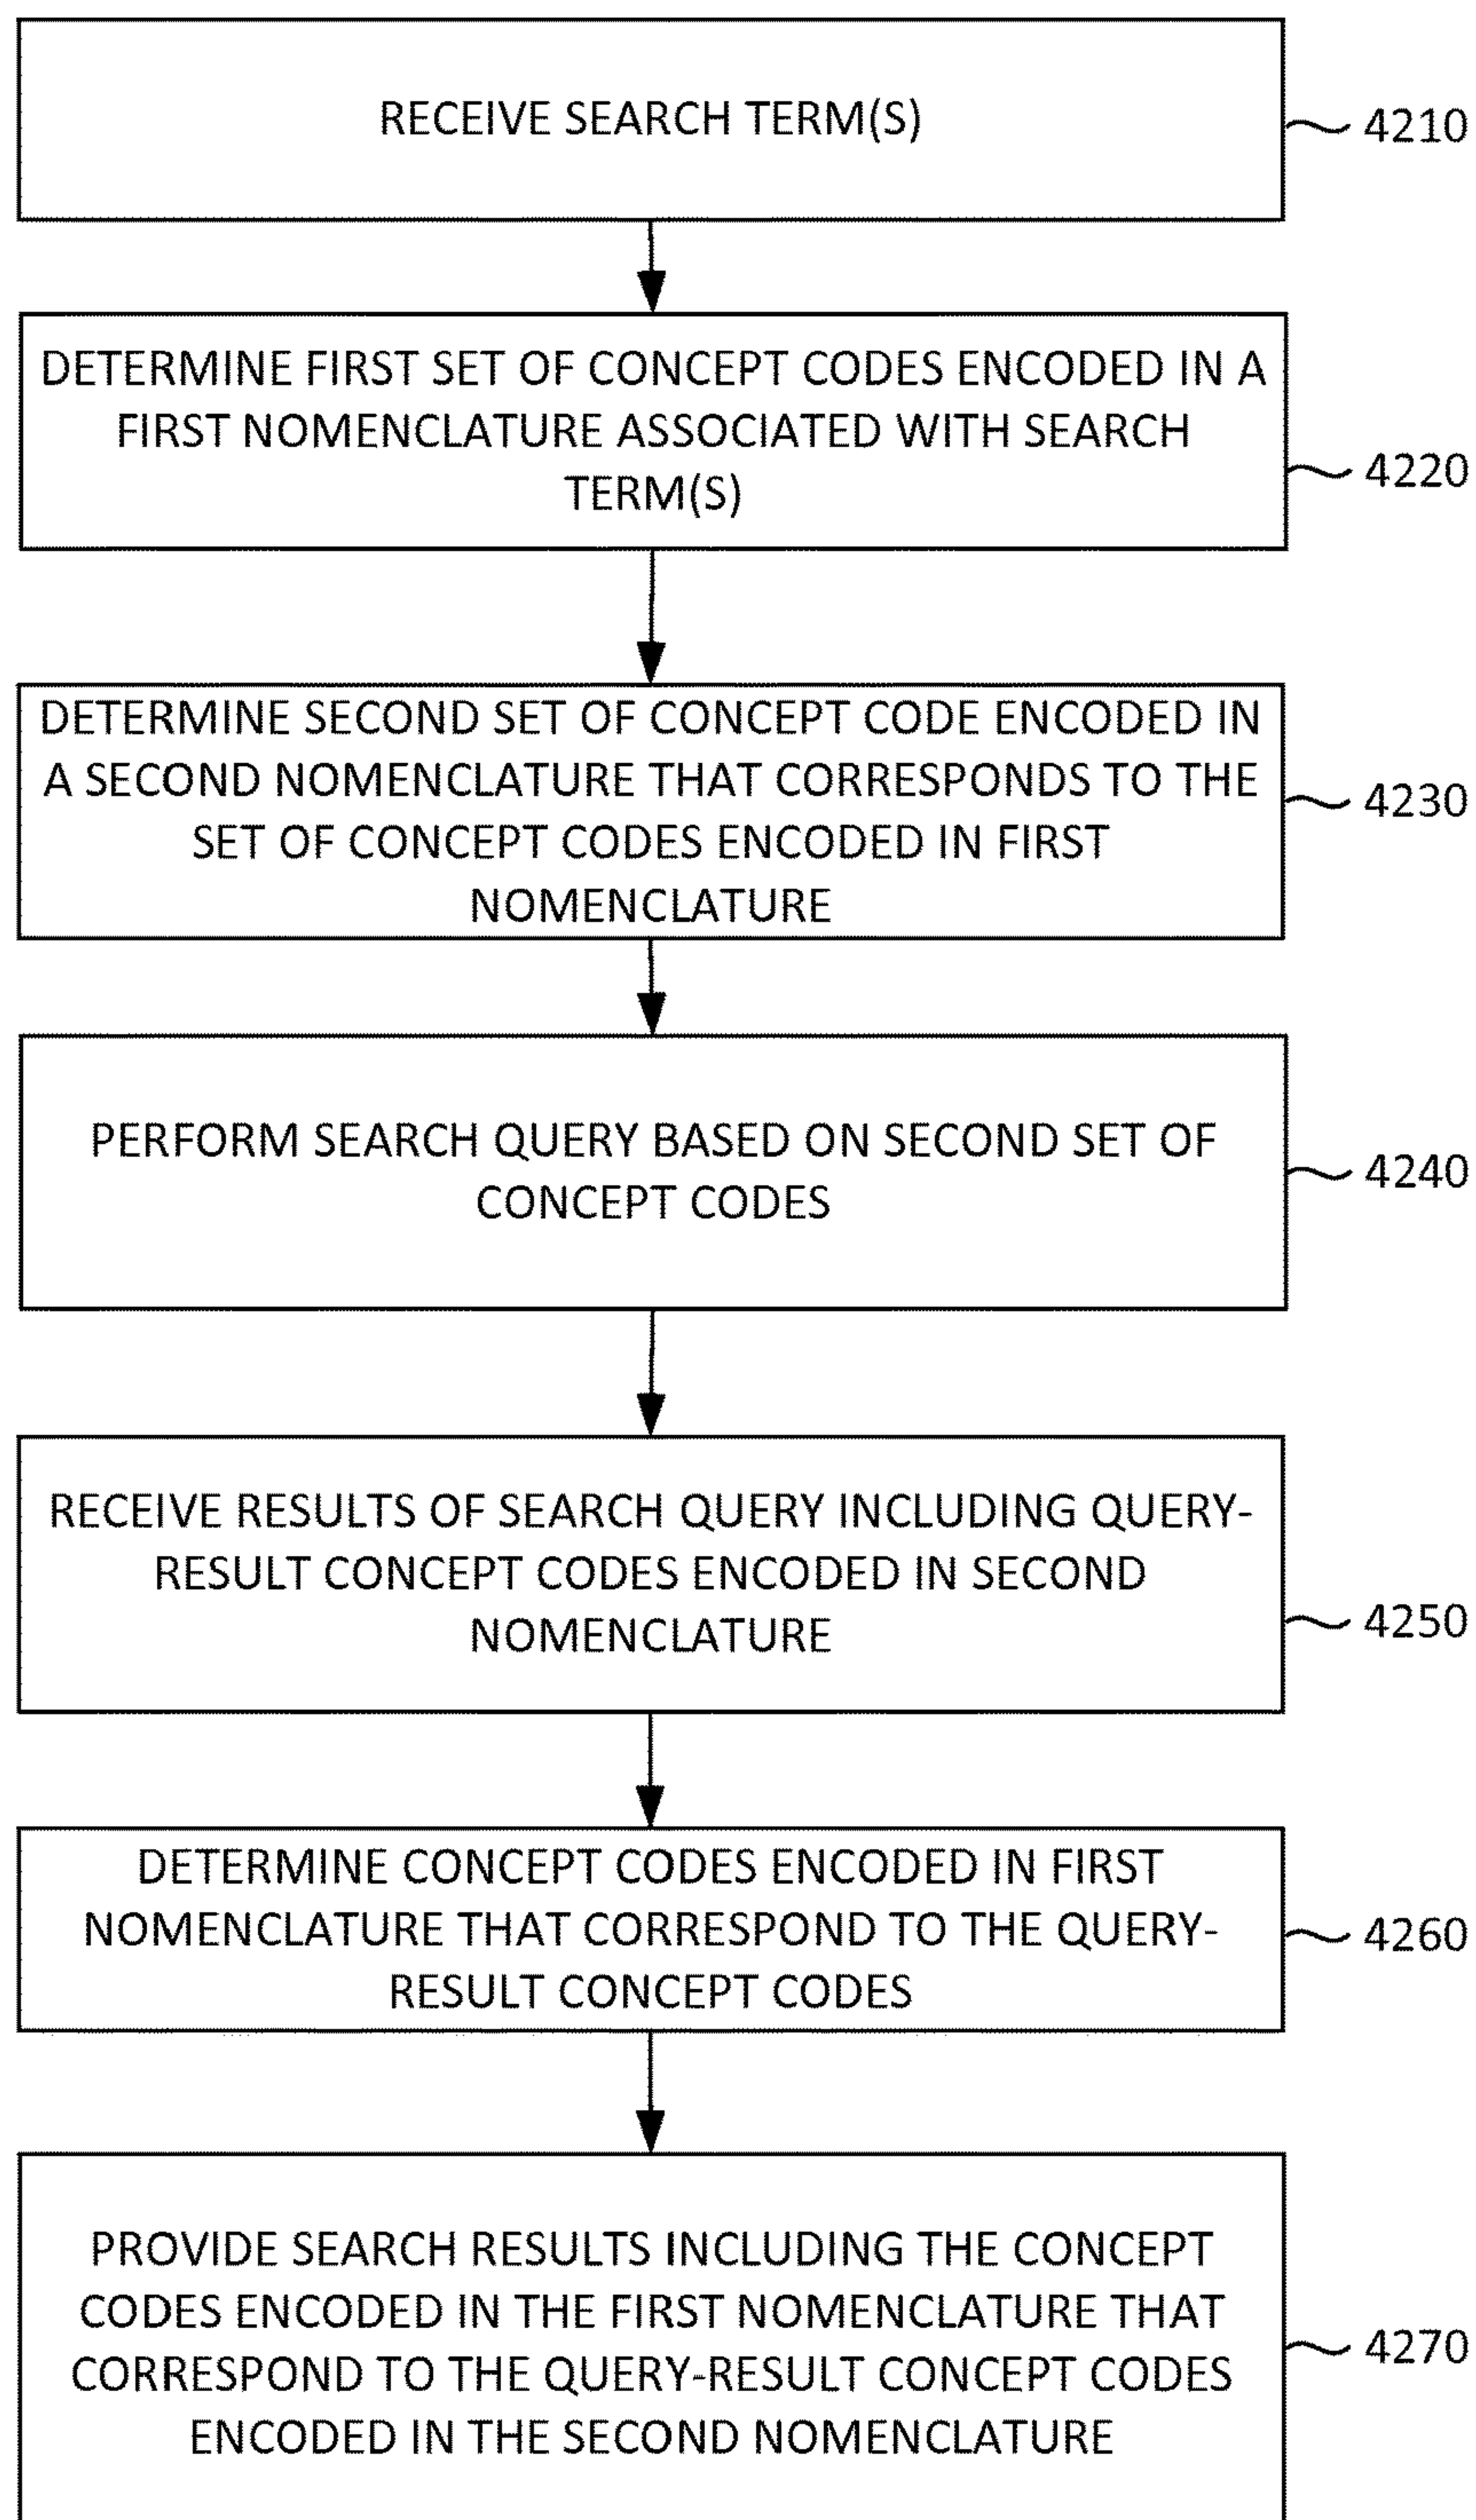 RECEIVE SEARCH TERM(S)
4210
DETERMINE FIRST SET OF CONCEPT CODES ENCODED IN A
FIRST NOMENCLATURE ASSOCIATED WITH SEARCH
TERM(S)
4220
DETERMINE SECOND SET OF CONCEPT CODE ENCODED IN
A SECOND NOMENCLATURE THAT CORRESPONDS TO THE
SET OF CONCEPT CODES ENCODED IN FIRST
NOMENCLATURE
4230
PERFORM SEARCH QUERY BASED ON SECOND SET OF
CONCEPT CODES
4240
RECEIVE RESULTS OF SEARCH QUERY INCLUDING QUERY-
RESULT CONCEPT CODES ENCODED IN SECOND
NOMENCLATURE
4250
DETERMINE CONCEPT CODES ENCODED IN FIRST
NOMENCLATURE THAT CORRESPOND TO THE QUERY-
RESULT CONCEPT CODES
4260
PROVIDE SEARCH RESULTS INCLUDING THE CONCEPT
CODES ENCODED IN THE FIRST NOMENCLATURE THAT
CORRESPOND TO THE QUERY-RESULT CONCEPT CODES
ENCODED IN THE SECOND NOMENCLATURE
4270